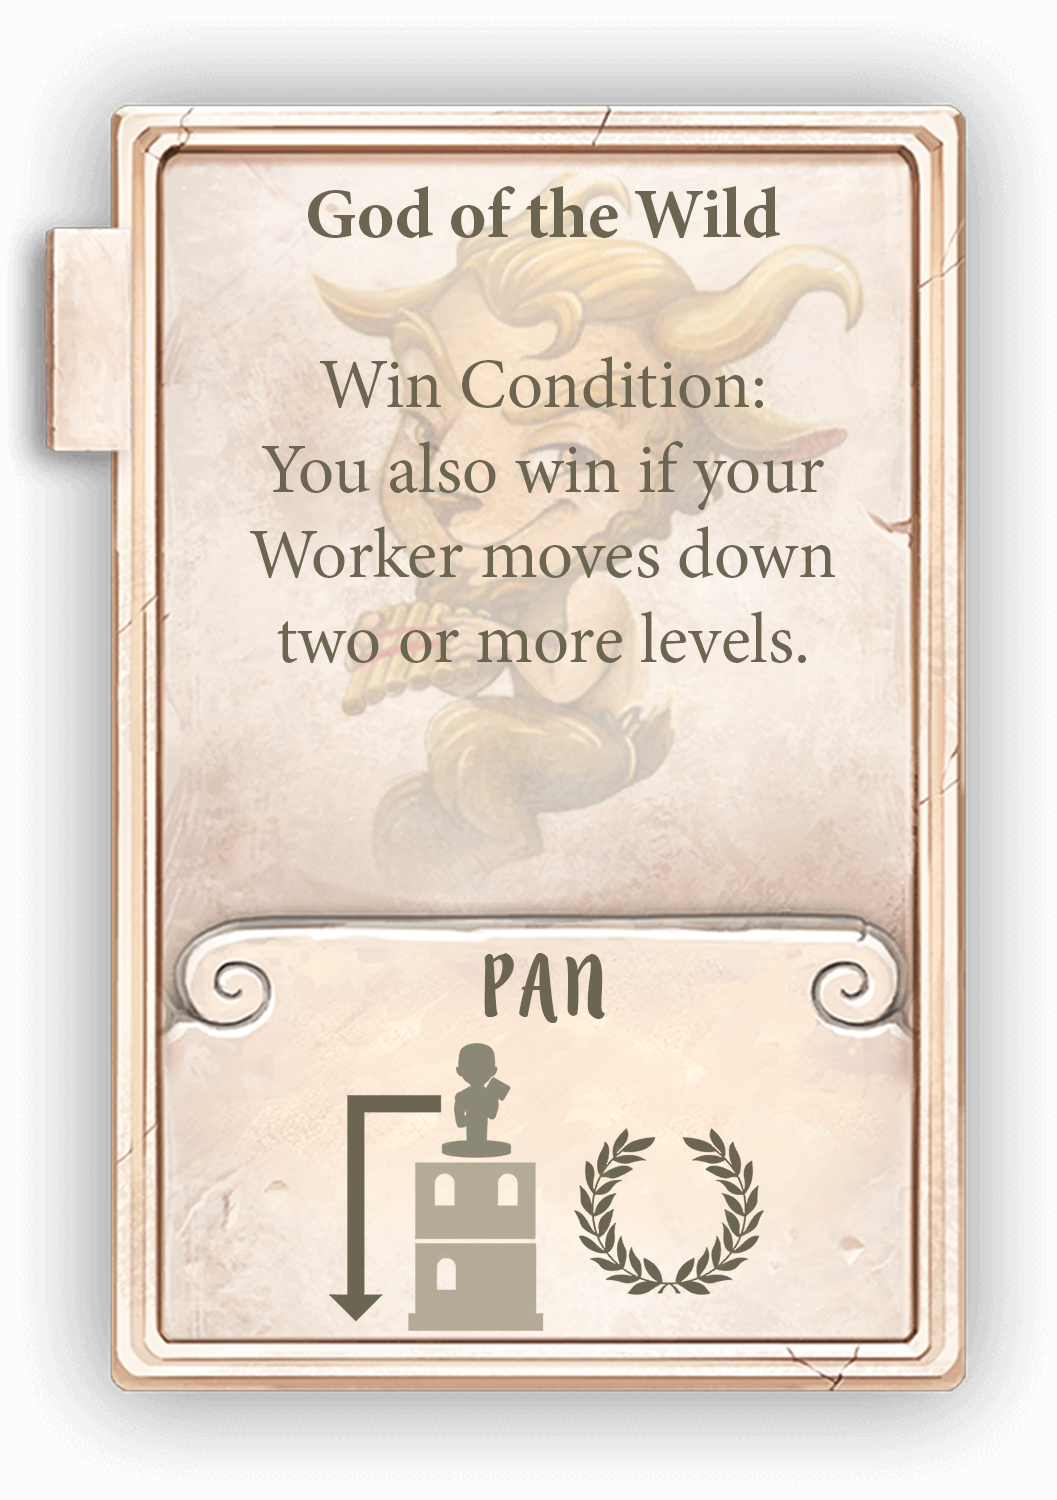 God of the Wild
Win Condition:
You also win if your
Worker moves down
two or more levels.
PAN